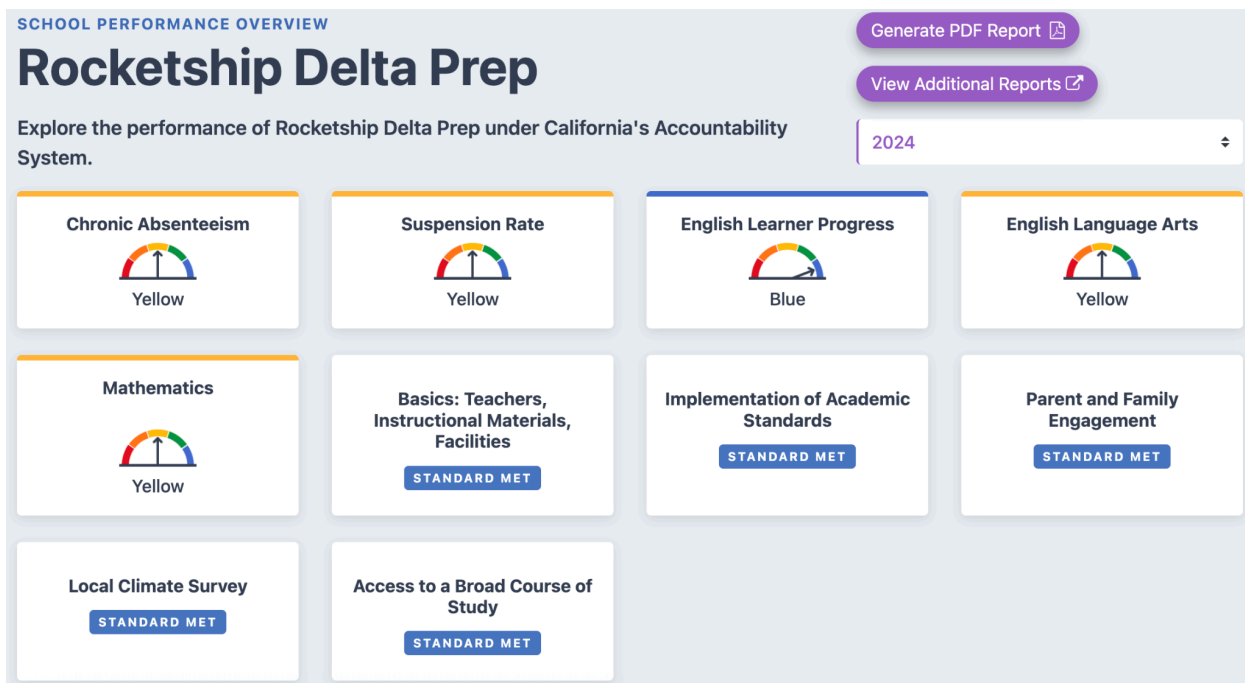 SCHOOL PERFORMANCE OVERVIEW
Rocketship Delta Prep
Explore the performance of Rocketship Delta Prep under California's Accountability
System.
Generate PDF Report
View Additional Reports
2024
Chronic Absenteeism
Yellow
Suspension Rate
Yellow
English Learner Progress
Blue
English Language Arts
Yellow
Mathematics
Yellow
Basics: Teachers,
Instructional Materials,
Facilities
STANDARD MET
Implementation of Academic
Standards
STANDARD MET
Parent and Family
Engagement
STANDARD MET
Local Climate Survey
STANDARD MET
Access to a Broad Course of
Study
STANDARD MET